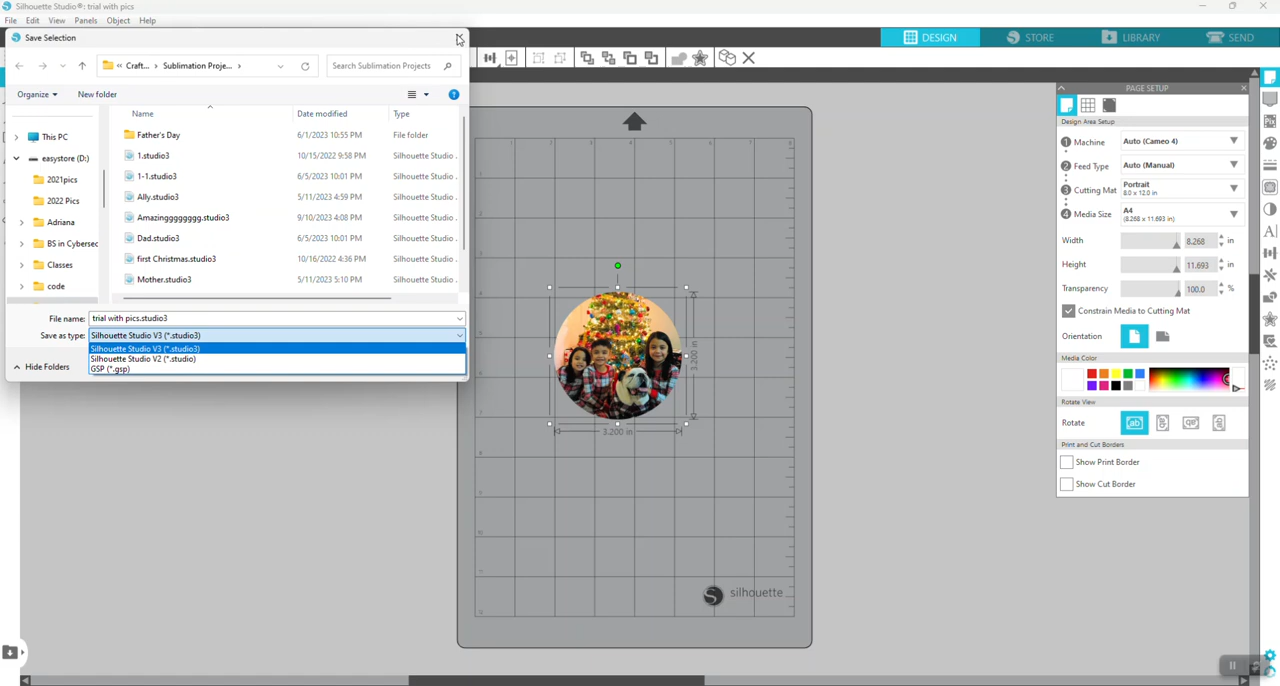 Silhouette Studio®: trial with pics
File Edit View Panels Object Help
DESIGN STORE LIBRARY SEND
Save Selection
Craft... Sublimation Proje...
Search Sublimation Projects
Organize New folder
Name Date modified Type
This PC
easystore (D:)
2021pics
2022 Pics
Adriana
BS in Cybersec
Classes
code
Father's Day 6/1/2023 10:55 PM File folder
1.studio3 10/15/2022 9:58 PM Silhouette Studio
1-1.studio3 6/5/2023 10:01 PM Silhouette Studio
Ally.studio3 5/11/2023 4:59 PM Silhouette Studio
Amazinggggggg.studio3 9/10/2023 4:08 PM Silhouette Studio
Dad.studio3 6/5/2023 10:01 PM Silhouette Studio
first Christmas.studio3 10/16/2022 4:36 PM Silhouette Studio
Mother.studio3 5/11/2023 5:10 PM Silhouette Studio
File name: trial with pics.studio3
Save as type: Silhouette Studio V3 (*.studio3)
Silhouette Studio V3 (*.studio3)
Silhouette Studio V2 (*.studio)
GSP (*.gsp)
Hide Folders
3.200 in
3.200 in
silhouette
PAGE SETUP
Design Area Setup
1 Machine Auto (Cameo 4)
2 Feed Type Auto (Manual)
3 Cutting Mat Portrait
8.0 x 12.0 in
4 Media Size A4
(8.268 x 11.693 in)
Width 8.268 in
Height 11.693 in
Transparency 100.0 %
Constrain Media to Cutting Mat
Orientation
Media Color
Rotate View
Rotate
Print and Cut Borders
Show Print Border
Show Cut Border